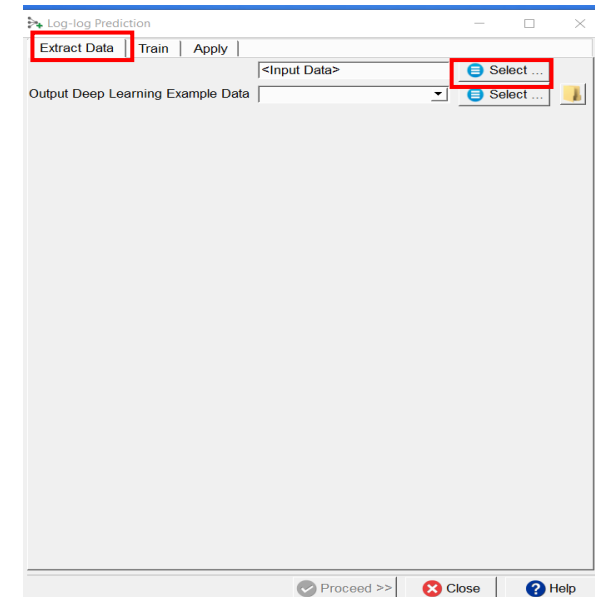 Log-log Prediction
Extract Data Train Apply
<Input Data> Select ...
Output Deep Learning Example Data Select ...
Proceed >> Close Help